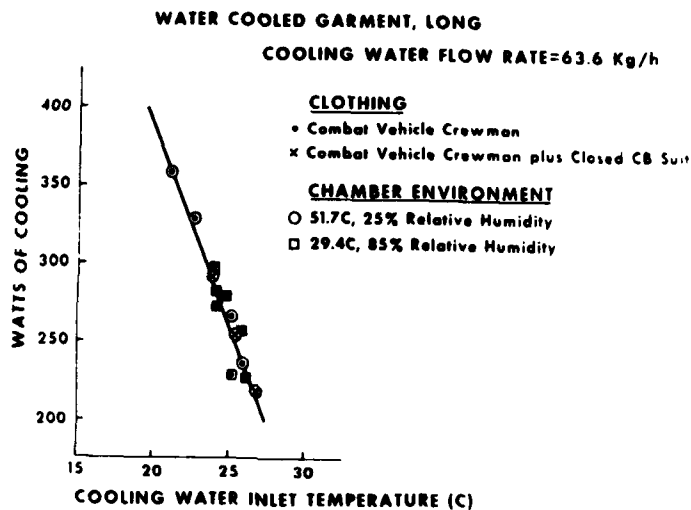 WATER COOLED GARMENT, LONG
COOLING WATER FLOW RATE=63.6 Kg/h
CLOTHING
• Combat Vehicle Crewman
× Combat Vehicle Crewman plus Closed CB Suit
CHAMBER ENVIRONMENT
○ 51.7C, 25% Relative Humidity
□ 29.4C, 85% Relative Humidity
WATTS OF COOLING
400
350
300
250
200
15 20 25 30
COOLING WATER INLET TEMPERATURE (C)